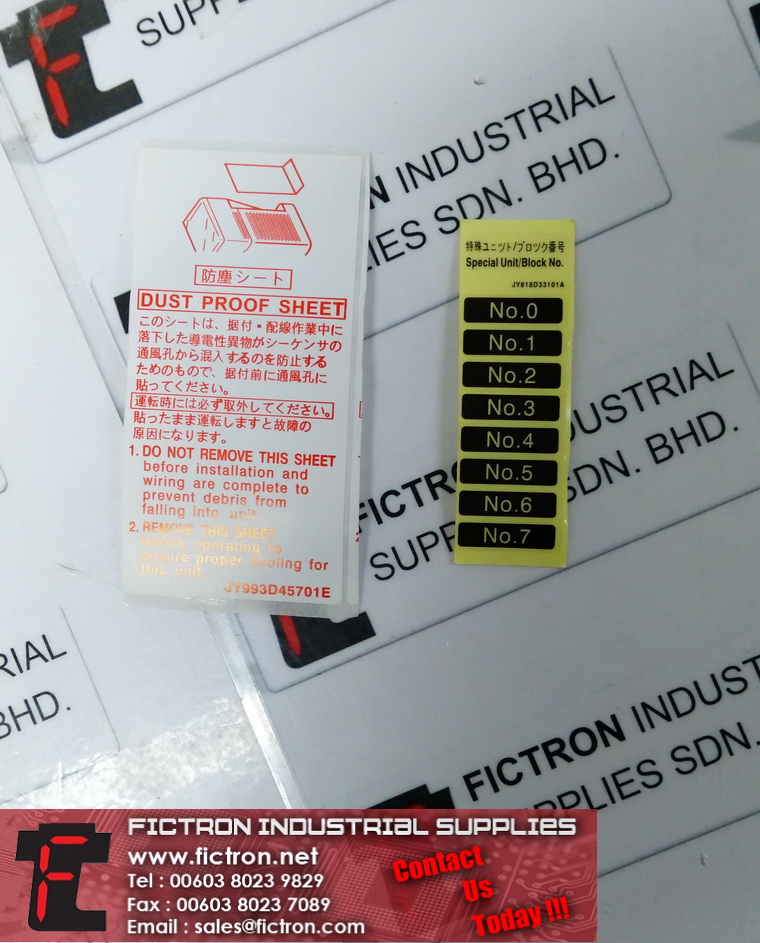 SUPPLIES
INDUSTRIAL
SUPPLIES SDN. BHD.
防塵シート
DUST PROOF SHEET
このシートは、据付・配線作業中に
落下した導電性異物がシーケンサの
通風孔から混入するのを防止する
ためのもので、据付前に通風孔に
貼ってください。
運転時には必ず取外してください。
貼ったまま運転しますと故障の
原因になります。
1. DO NOT REMOVE THIS SHEET
before installation and
wiring are complete to
prevent debris from
falling into unit.
2. REMOVE THIS SHEET
before operating to
ensure proper cooling for
this unit.
JY993D45701E
特殊ユニット/ブロック番号
Special Unit/Block No.
JY818D33101A
No.0
No.1
No.2
No.3
No.4
No.5
No.6
No.7
FICTRON INDUSTRIAL
SUPPLIES SDN. BHD.
RIAL
BHD.
FICTRON INDUST
PPLIES SDN.
FICTRON INDUSTRIAL SUPPLIES
www.fictron.net
Tel : 00603 8023 9829
Fax : 00603 8023 7089
Email : sales@fictron.com
Contact
Us
Today !!!